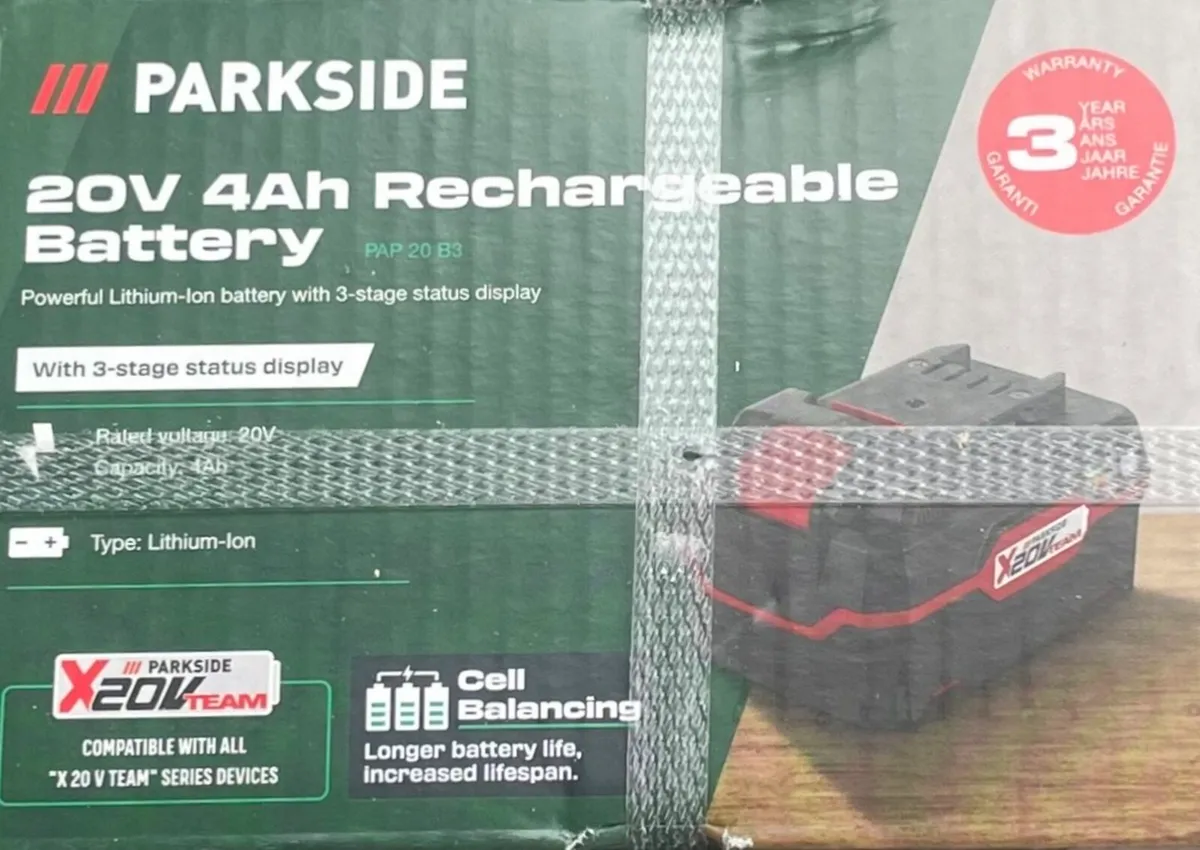 PARKSIDE
20V 4Ah Rechargeable
Battery PAP 20 B3
Powerful Lithium-Ion battery with 3-stage status display
With 3-stage status display
Rated voltage: 20V
Capacity: 4Ah
Type: Lithium-Ion
PARKSIDE
X20V TEAM
COMPATIBLE WITH ALL
"X 20 V TEAM" SERIES DEVICES
Cell
Balancing
Longer battery life,
increased lifespan.
WARRANTY
3
YEAR
ARS
ANS
JAAR
JAHRE
GARANTI
GARANTIE
PARKSIDE
X20V TEAM